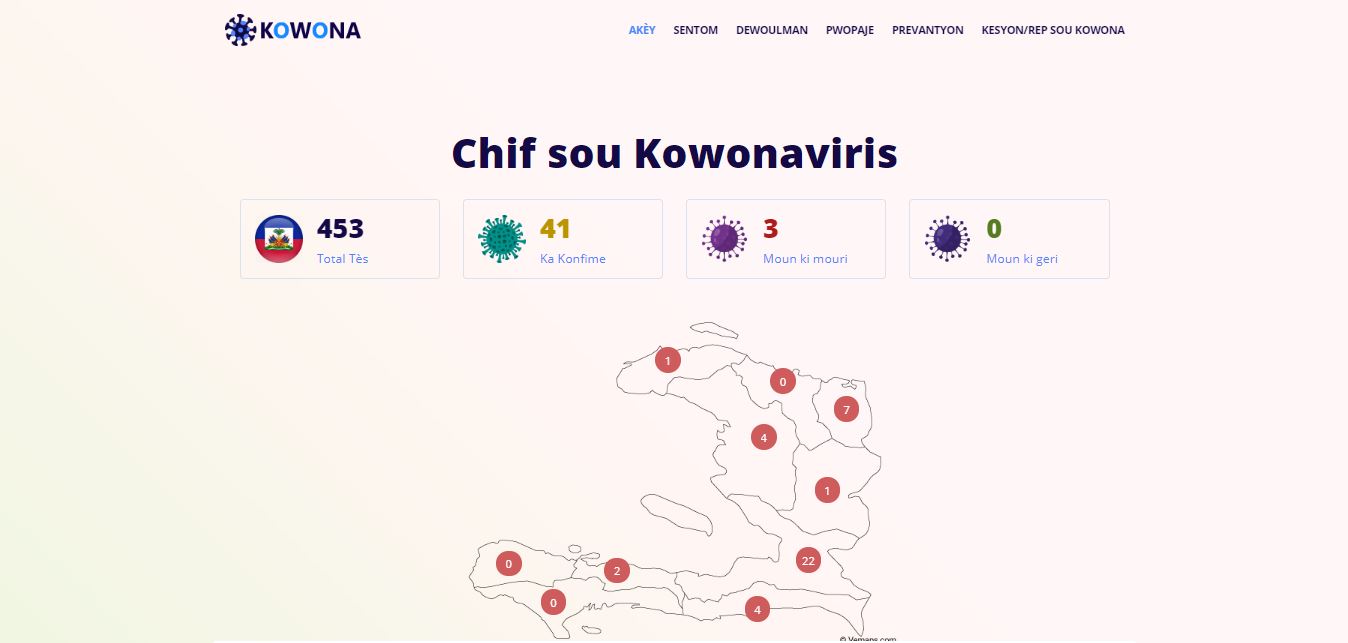 KOWONA
AKÈY SENTOM DEWOULMAN PWOPAJE PREVANTYON KESYON/REP SOU KOWONA
Chif sou Kowonaviris
453
Total Tès
41
Ka Konfime
3
Moun ki mouri
0
Moun ki geri
1
0
7
4
1
22
0
2
0
4
© Vemaps.com